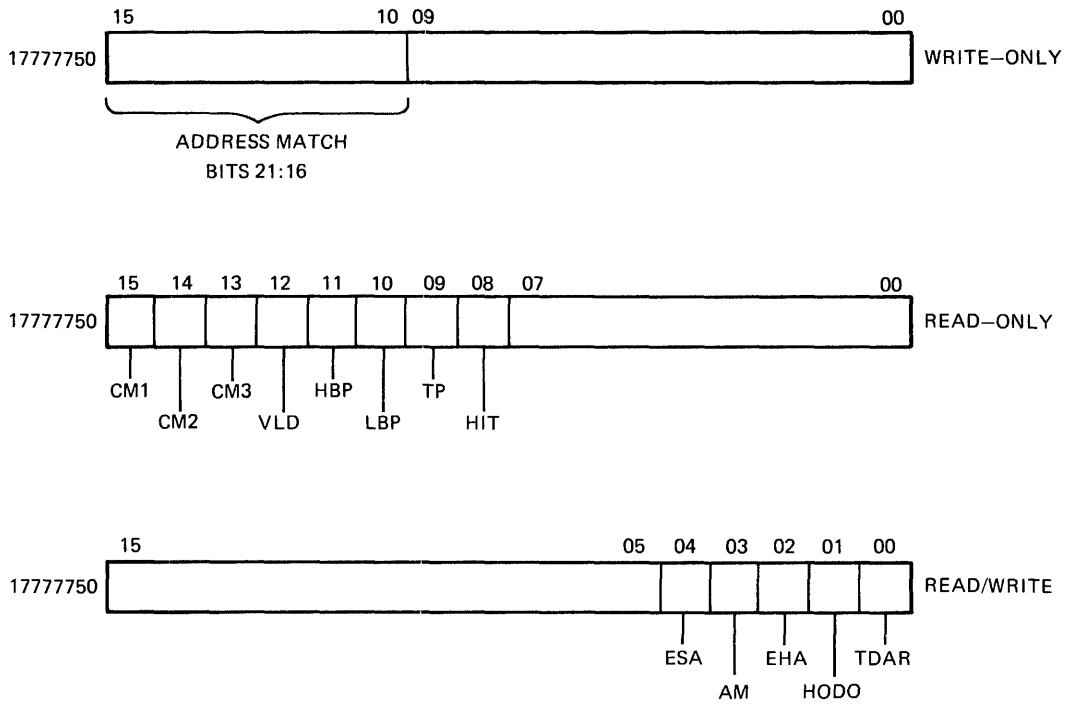 15 10 09 00
17777750 WRITE–ONLY
ADDRESS MATCH
BITS 21:16
15 14 13 12 11 10 09 08 07 00
17777750 READ–ONLY
CM1 CM3 HBP TP
CM2 VLD LBP HIT
15 05 04 03 02 01 00
17777750 READ/WRITE
ESA EHA TDAR
AM HODO